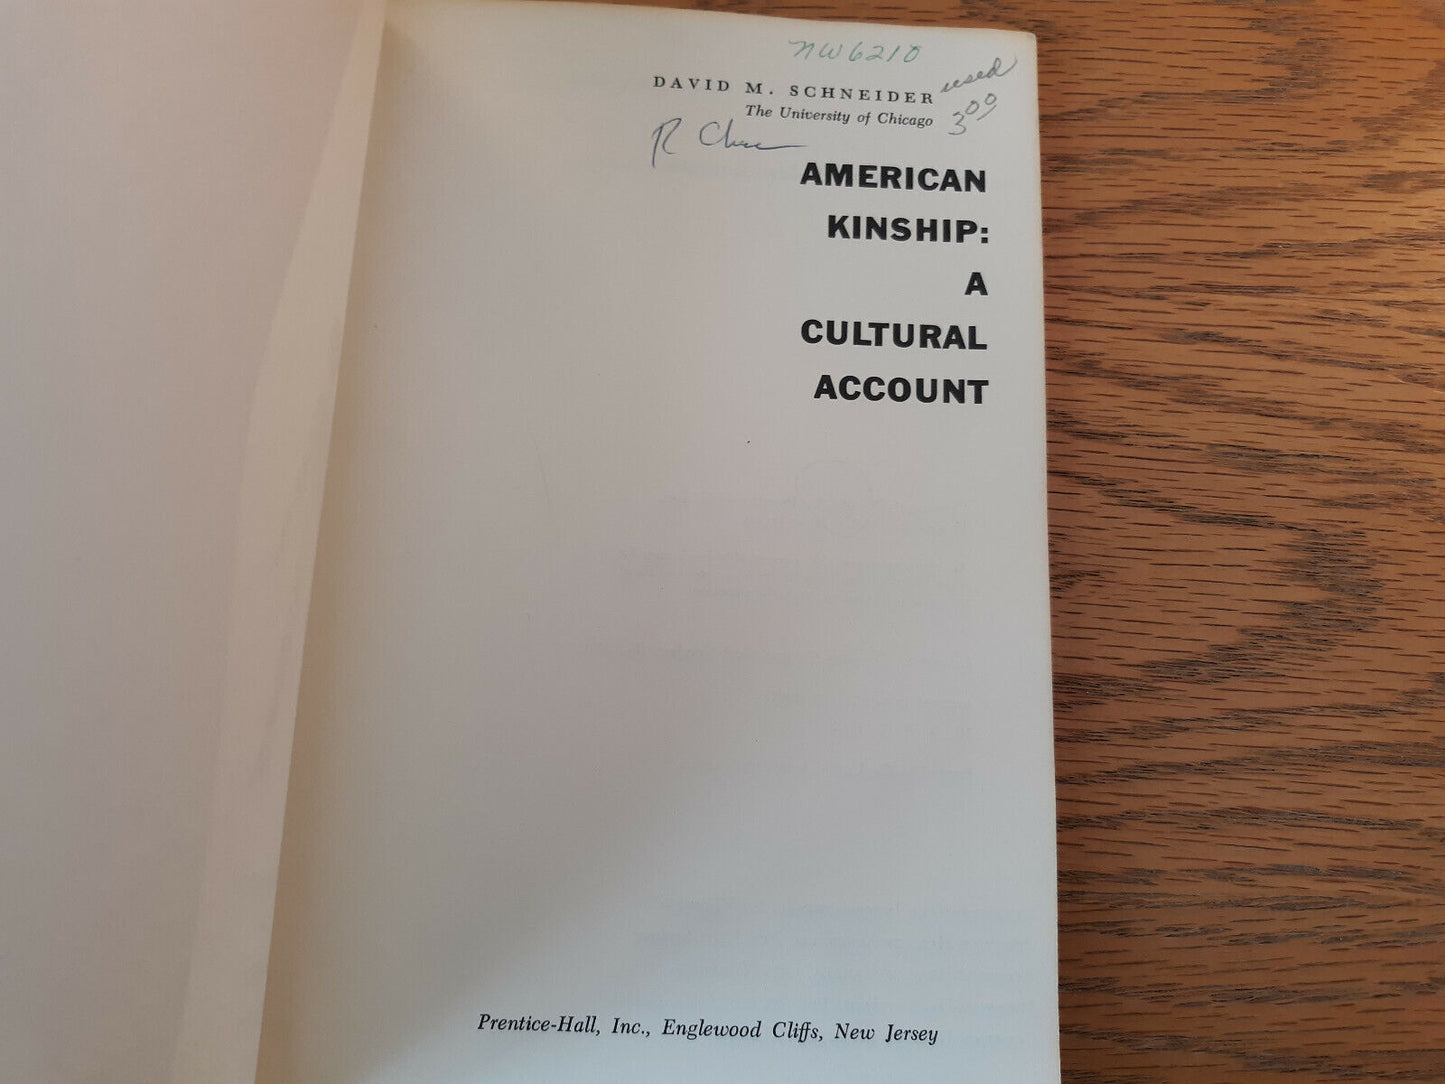 NW6210
DAVID M. SCHNEIDER
used
The University of Chicago
3 00
AMERICAN
KINSHIP:
A
CULTURAL
ACCOUNT
Prentice-Hall, Inc., Englewood Cliffs, New Jersey